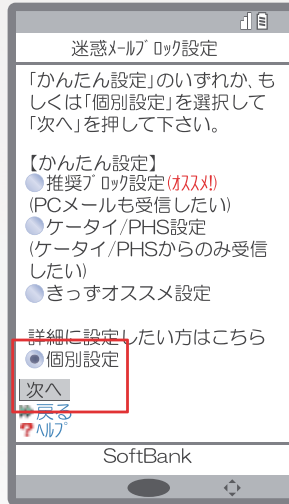 迷惑ﾒｰﾙﾌﾞﾛｯｸ設定
「かんたん設定」のいずれか、も
しくは「個別設定」を選択して
「次へ」を押して下さい。
【かんたん設定】
推奨ﾌﾞﾛｯｸ設定(ｵｽｽﾒ!)
(PCメールも受信したい)
ケータイ/PHS設定
(ケータイ/PHSからのみ受信
したい)
きっずオススメ設定
詳細に設定したい方はこちら
個別設定
次へ
戻る
?ﾍﾙﾌﾟ
SoftBank